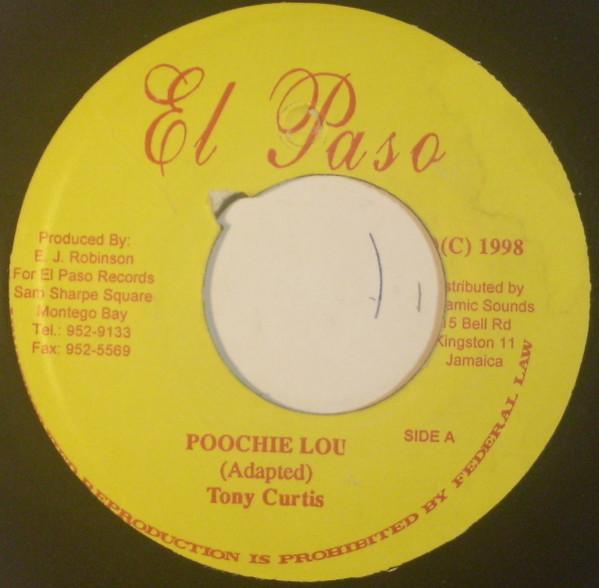 El Paso
Produced By:
E. J. Robinson
For El Paso Records
Sam Sharpe Square
Montego Bay
Tel.: 952-9133
Fax: 952-5569
(C) 1998
stributed by
amic Sounds
15 Bell Rd
Kingston 11
Jamaica
SIDE A
POOCHIE LOU
(Adapted)
Tony Curtis
REPRODUCTION IS PROHIBITED BY FEDERAL LAW